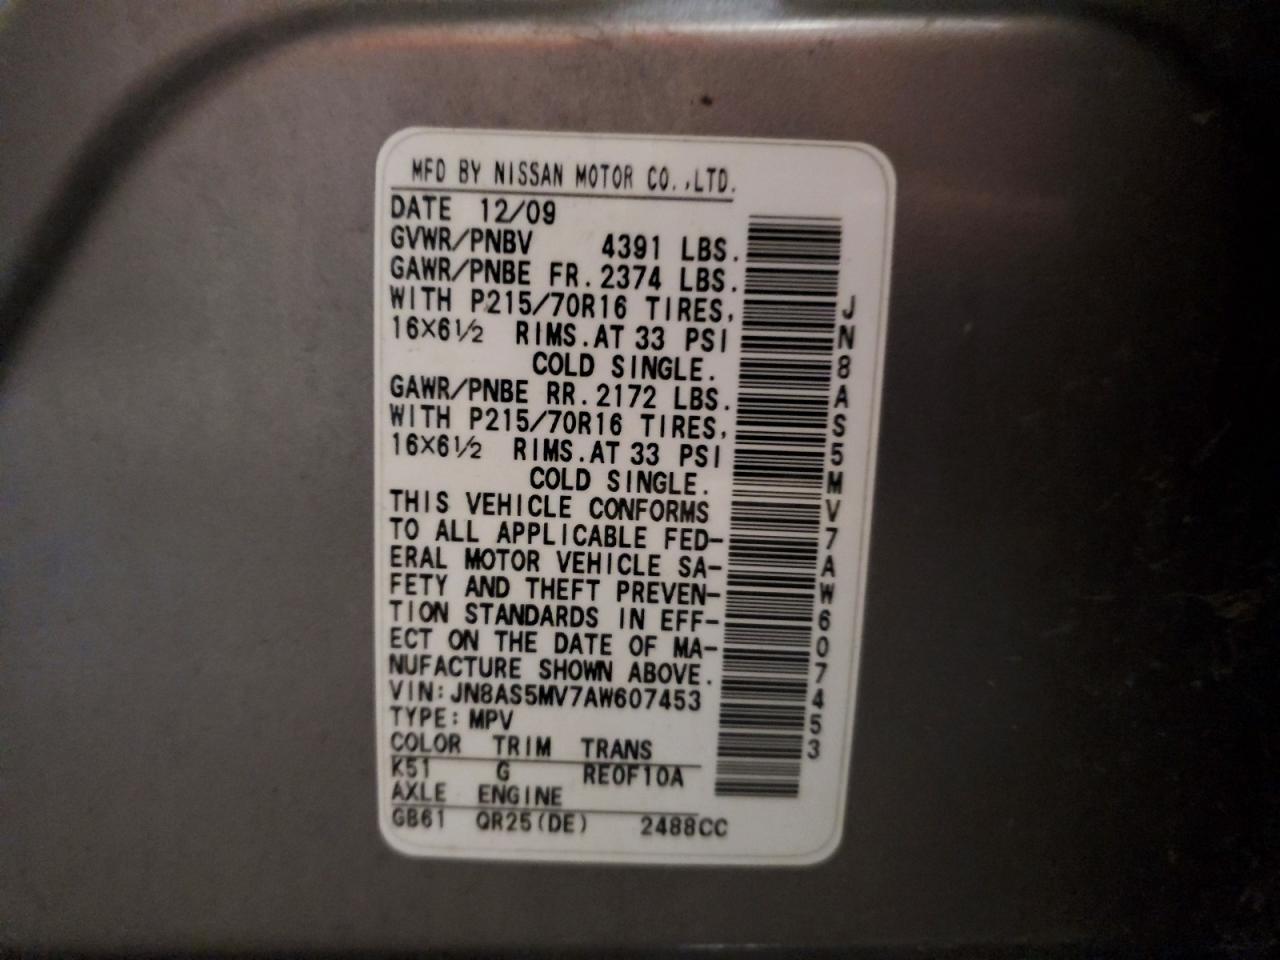 MFD BY NISSAN MOTOR CO.,LTD.
DATE 12/09
GVWR/PNBV 4391 LBS.
GAWR/PNBE FR. 2374 LBS.
WITH P215/70R16 TIRES,
16×6½ RIMS. AT 33 PSI
COLD SINGLE.
GAWR/PNBE RR. 2172 LBS.
WITH P215/70R16 TIRES,
16×6½ RIMS. AT 33 PSI
COLD SINGLE.
THIS VEHICLE CONFORMS
TO ALL APPLICABLE FED-
ERAL MOTOR VEHICLE SA-
FETY AND THEFT PREVEN-
TION STANDARDS IN EFF-
ECT ON THE DATE OF MA-
NUFACTURE SHOWN ABOVE.
VIN: JN8AS5MV7AW607453
TYPE: MPV
COLOR TRIM TRANS
K51 G RE0F10A
AXLE ENGINE
GB61 QR25(DE) 2488CC
JN8AS5MV7AW607453